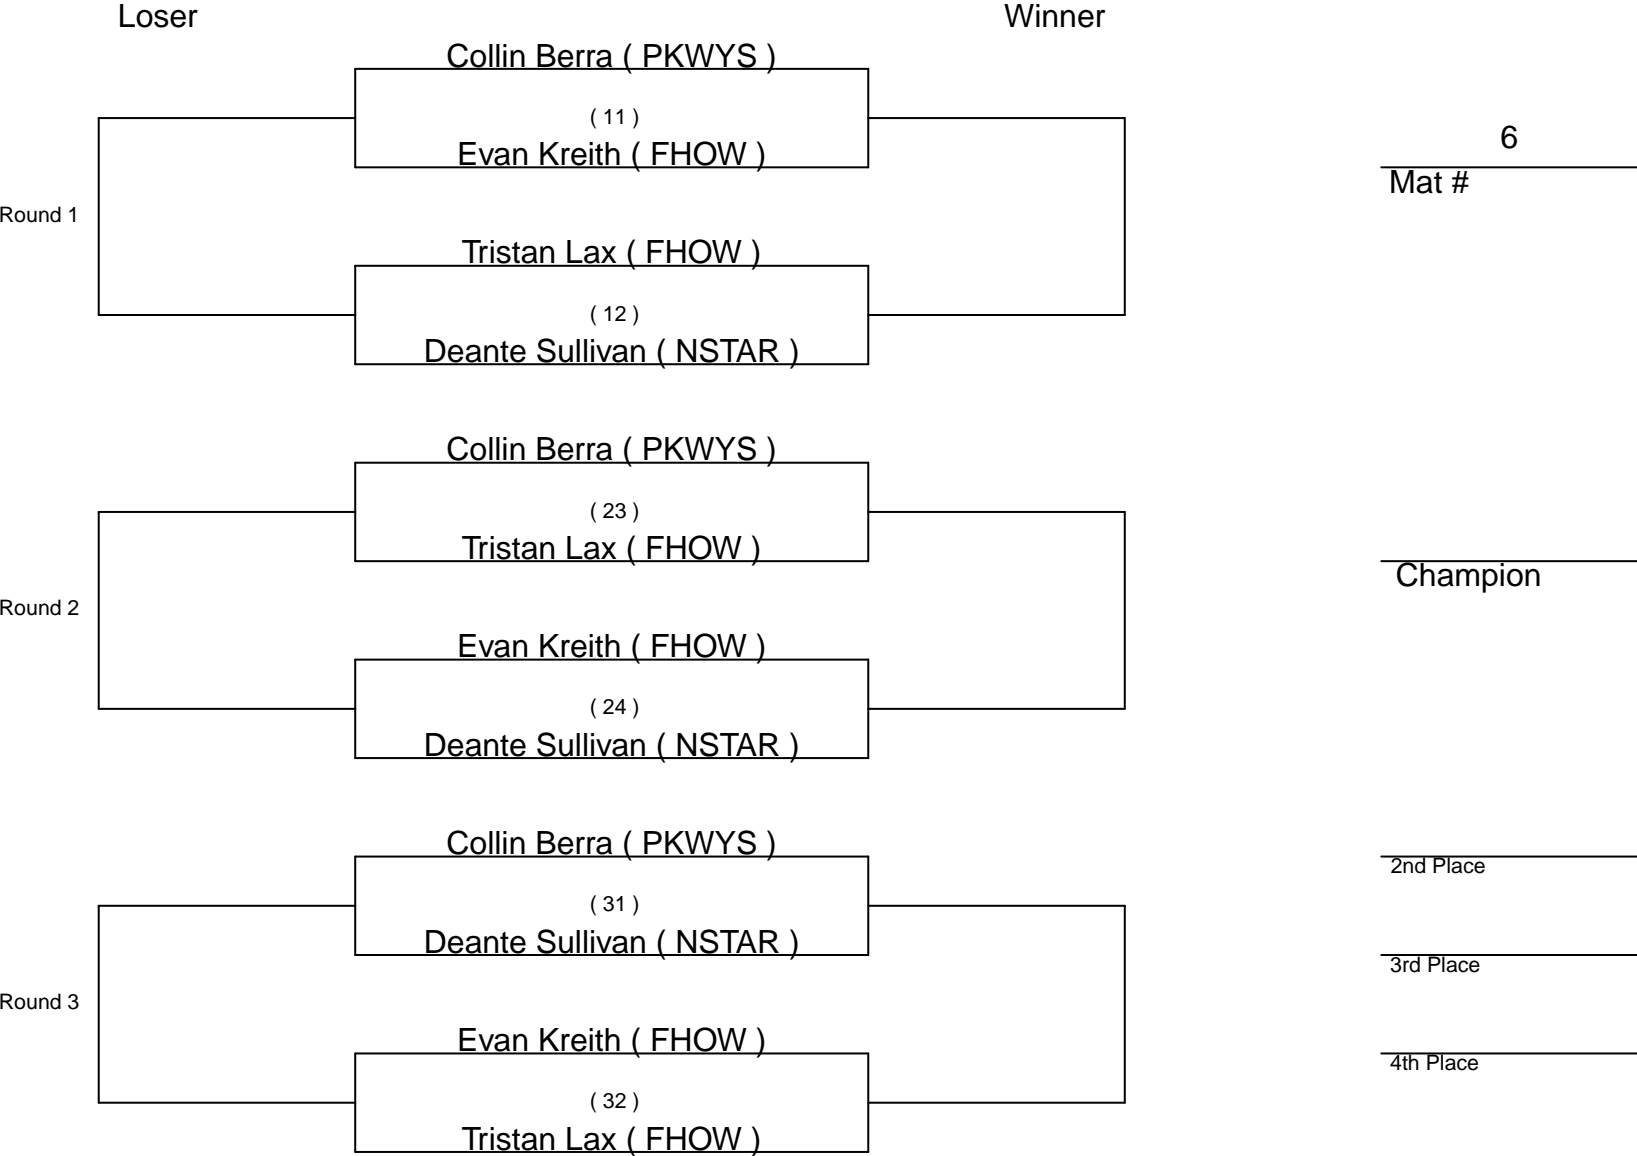 Loser
Winner
Collin Berra ( PKWYS )
( 11 )
Evan Kreith ( FHOW )
6
Mat #
Round 1
Tristan Lax ( FHOW )
( 12 )
Deante Sullivan ( NSTAR )
Collin Berra ( PKWYS )
( 23 )
Tristan Lax ( FHOW )
Champion
Round 2
Evan Kreith ( FHOW )
( 24 )
Deante Sullivan ( NSTAR )
Collin Berra ( PKWYS )
2nd Place
( 31 )
Deante Sullivan ( NSTAR )
3rd Place
Round 3
Evan Kreith ( FHOW )
4th Place
( 32 )
Tristan Lax ( FHOW )